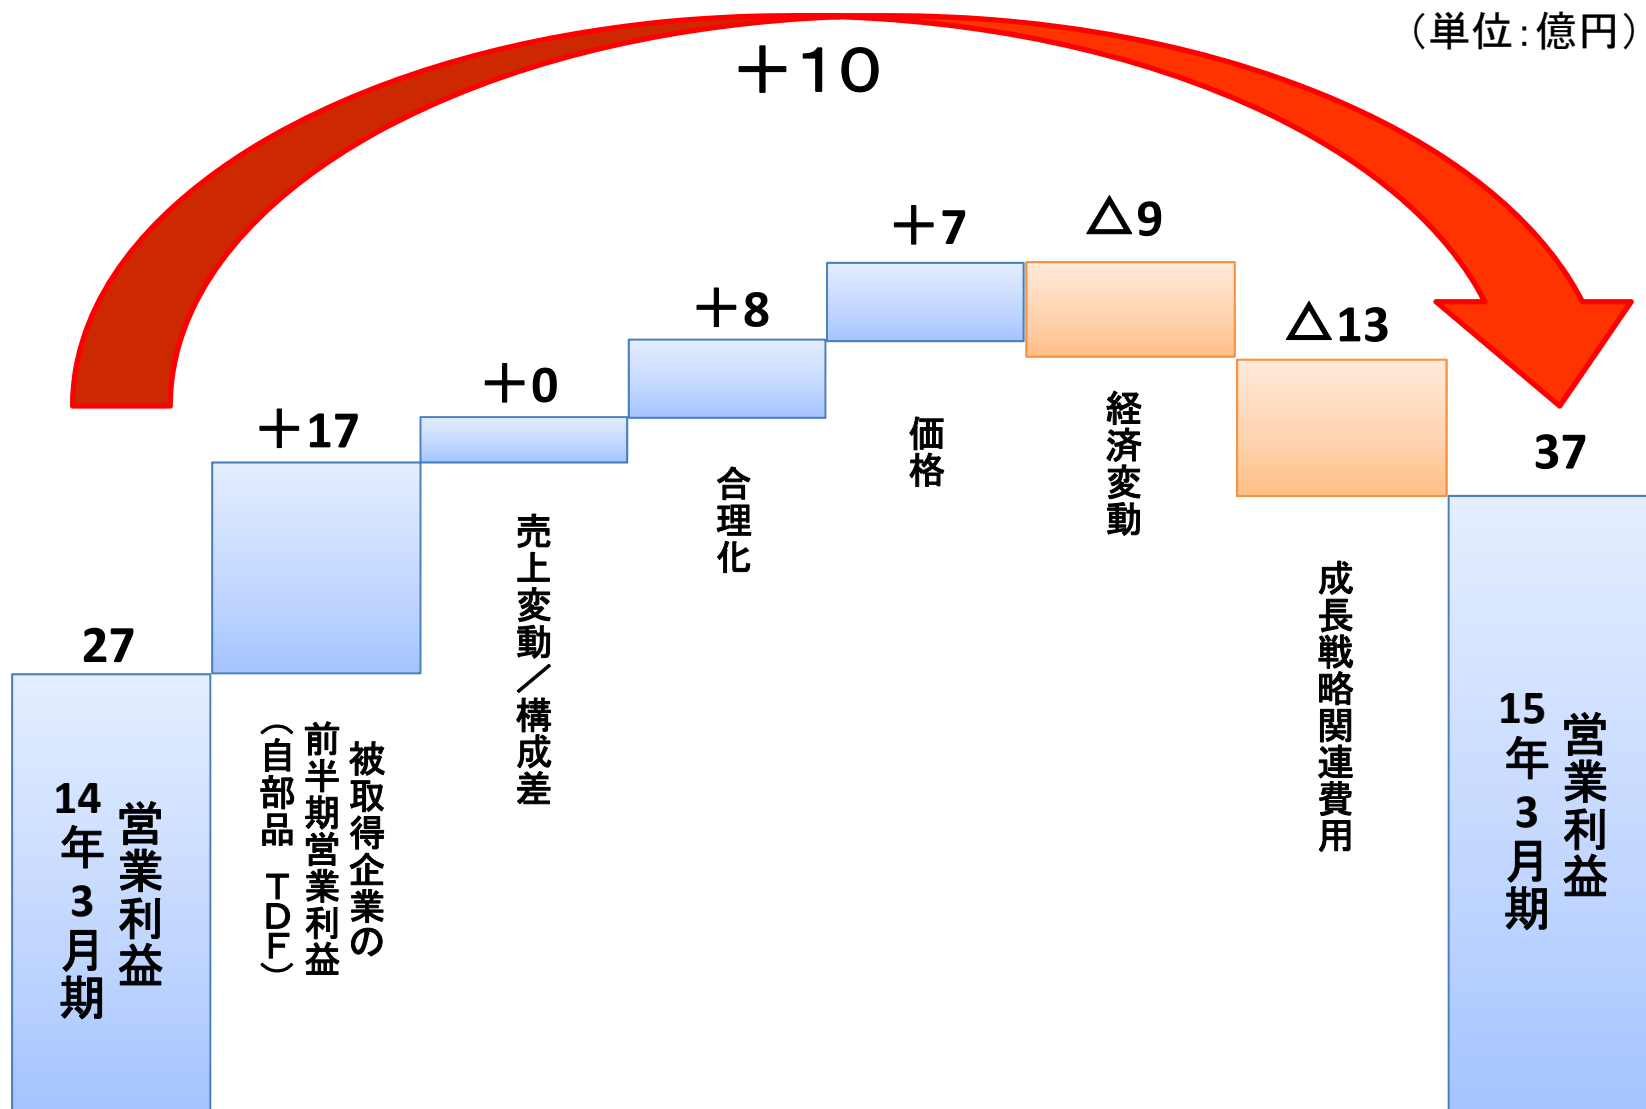 （単位：億円）
＋１０
27
14年3月期
営業利益
＋17
被取得企業の
前半期営業利益
（自部品　ＴＤＦ）
＋0
売上変動／構成差
＋8
合理化
＋7
価格
△9
経済変動
△13
成長戦略関連費用
37
15年3月期
営業利益